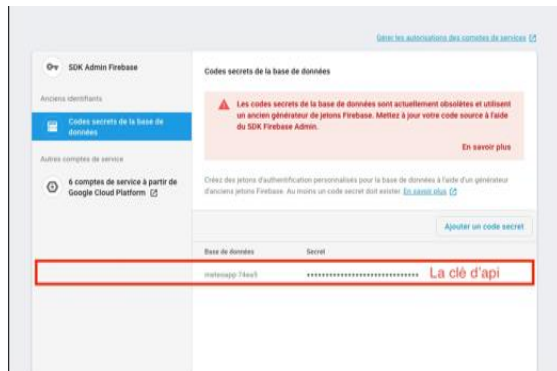 Gérer les autorisations des comptes de services
SDK Admin Firebase
Anciens identifiants
Codes secrets de la base de
données
Autres comptes de service
6 comptes de service à partir de
Google Cloud Platform
Codes secrets de la base de données
Les codes secrets de la base de données sont actuellement obsolètes et utilisent
un ancien générateur de jetons Firebase. Mettez à jour votre code source à l'aide
du SDK Firebase Admin.
En savoir plus
Créez des jetons d'authentification personnalisés pour la base de données à l'aide d'un générateur
d'anciens jetons Firebase. Au moins un code secret doit exister. En savoir plus
Ajouter un code secret
Base de données Secret
••••••••••••••••••••••••••••••
La clé d'api